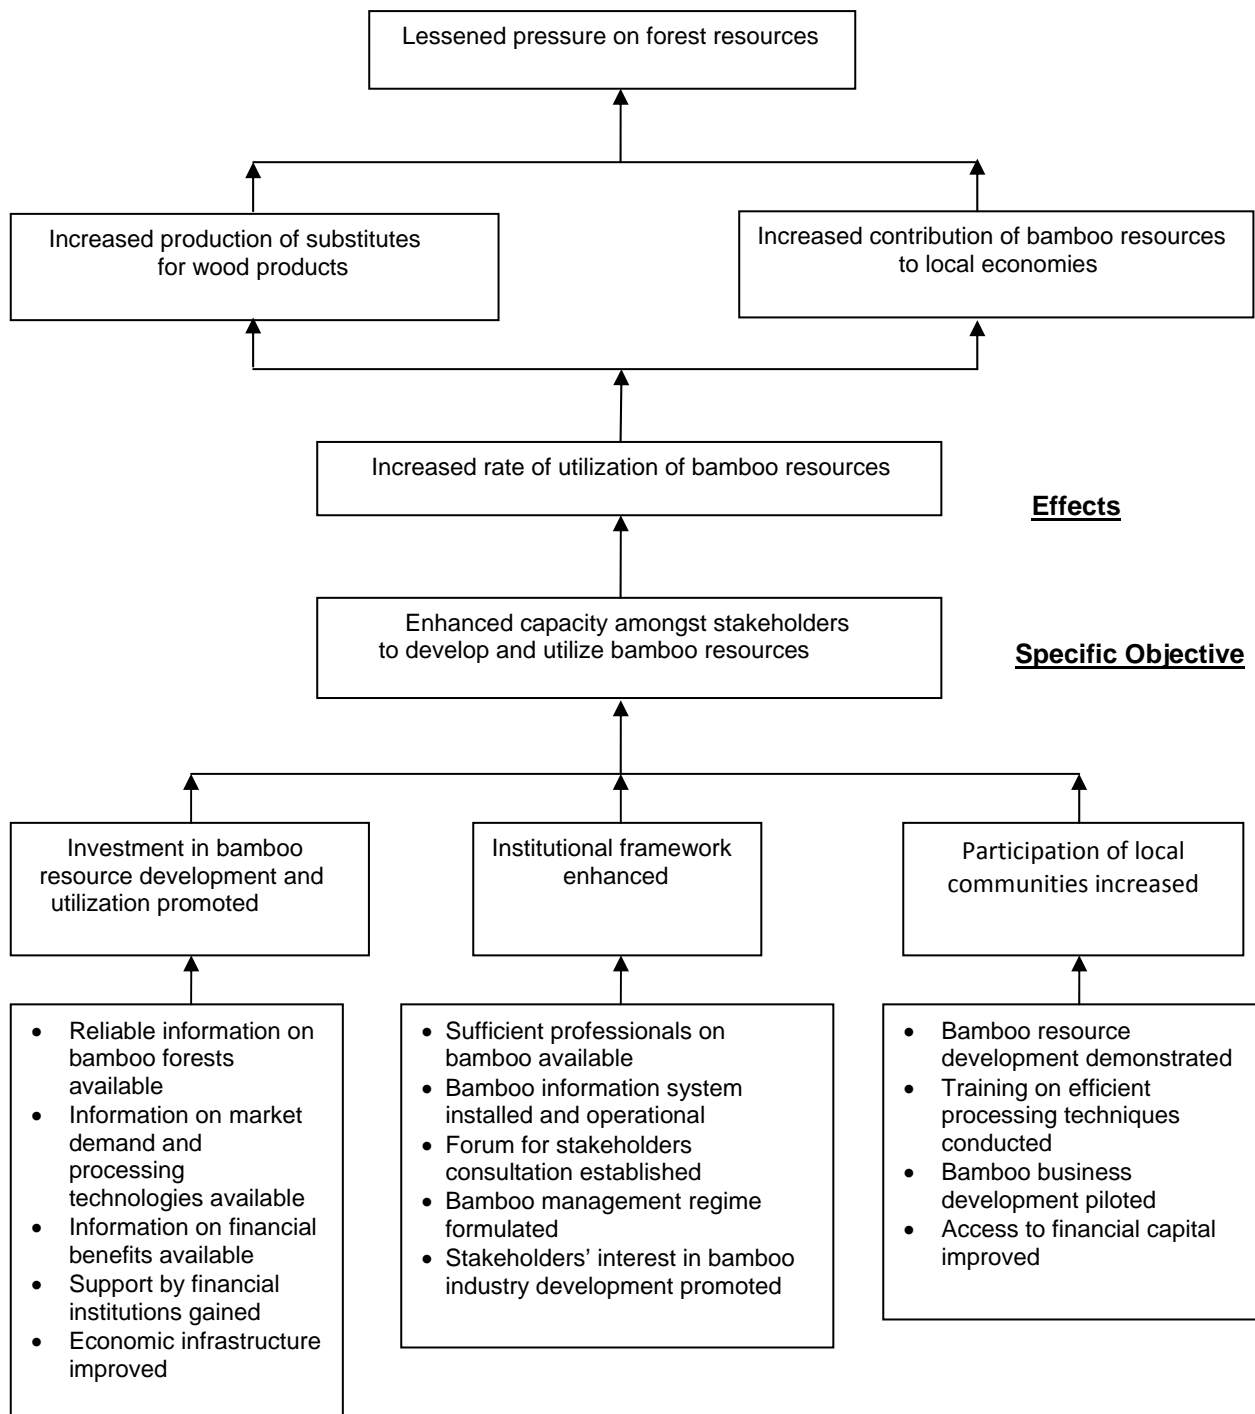 Lessened pressure on forest resources
Increased production of substitutes
for wood products
Increased contribution of bamboo resources
to local economies
Increased rate of utilization of bamboo resources
Effects
Enhanced capacity amongst stakeholders
to develop and utilize bamboo resources
Specific Objective
Investment in bamboo
resource development and
utilization promoted
Institutional framework
enhanced
Participation of local
communities increased
• Reliable information on
bamboo forests
available
• Information on market
demand and
processing
technologies available
• Information on financial
benefits available
• Support by financial
institutions gained
• Economic infrastructure
improved
• Sufficient professionals on
bamboo available
• Bamboo information system
installed and operational
• Forum for stakeholders
consultation established
• Bamboo management regime
formulated
• Stakeholders’ interest in bamboo
industry development promoted
• Bamboo resource
development demonstrated
• Training on efficient
processing techniques
conducted
• Bamboo business
development piloted
• Access to financial capital
improved